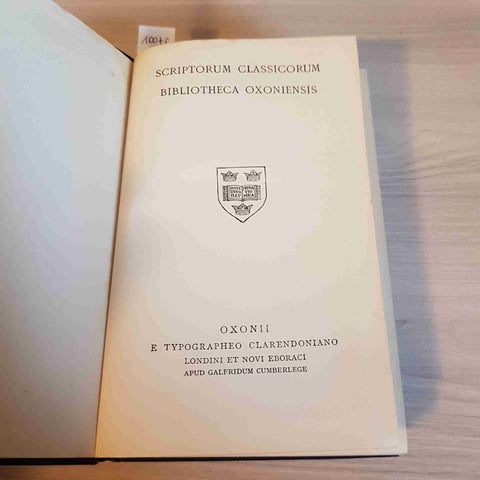 SCRIPTORUM CLASSICORUM
BIBLIOTHECA OXONIENSIS
OXONII
E TYPOGRAPHEO CLARENDONIANO
LONDINI ET NOVI EBORACI
APUD GALFRIDUM CUMBERLEGE